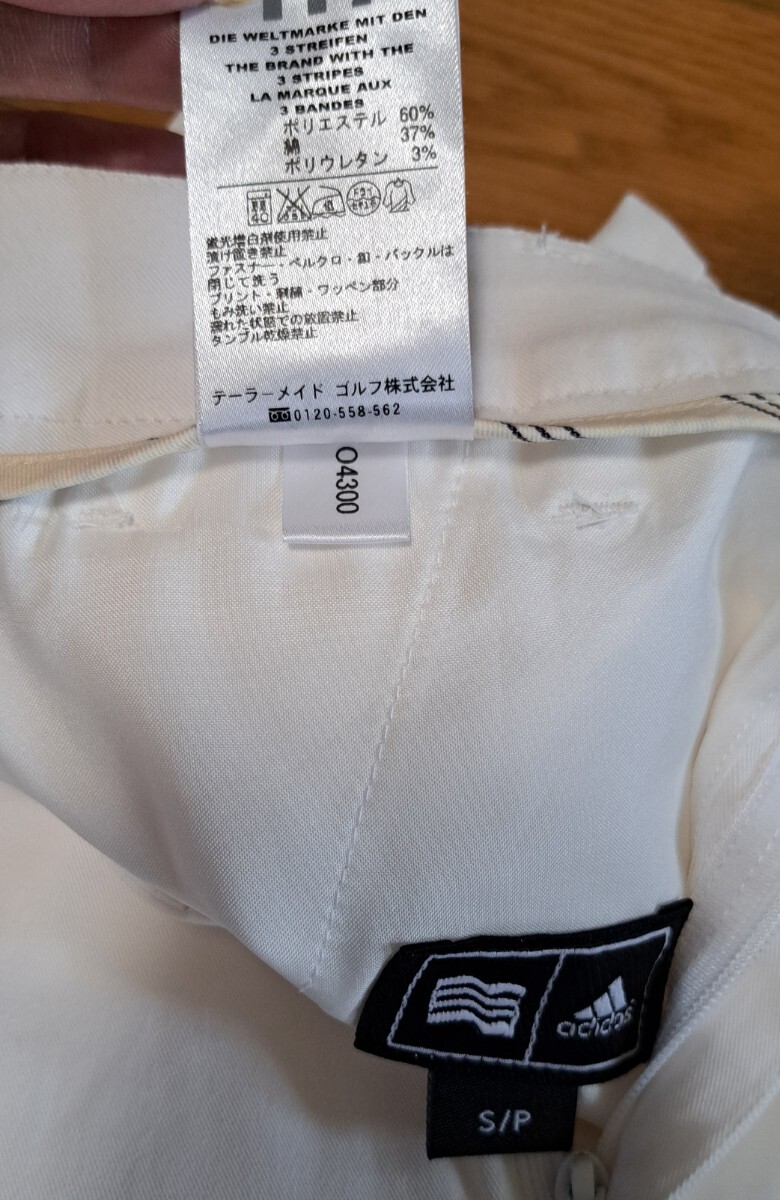 DIE WELTMARKE MIT DEN
3 STREIFEN
THE BRAND WITH THE
3 STRIPES
LA MARQUE AUX
3 BANDES
ポリエステル 60%
綿 37%
ポリウレタン 3%
蛍光増白剤使用禁止
漬け置き禁止
ファスナー・ベルクロ・釦・バックルは
閉じて洗う
プリント・刺繍・ワッペン部分
もみ洗い禁止
濡れた状態での放置禁止
タンブル乾燥禁止
テーラーメイド ゴルフ株式会社
0120-558-562
O4300
adidas
S/P